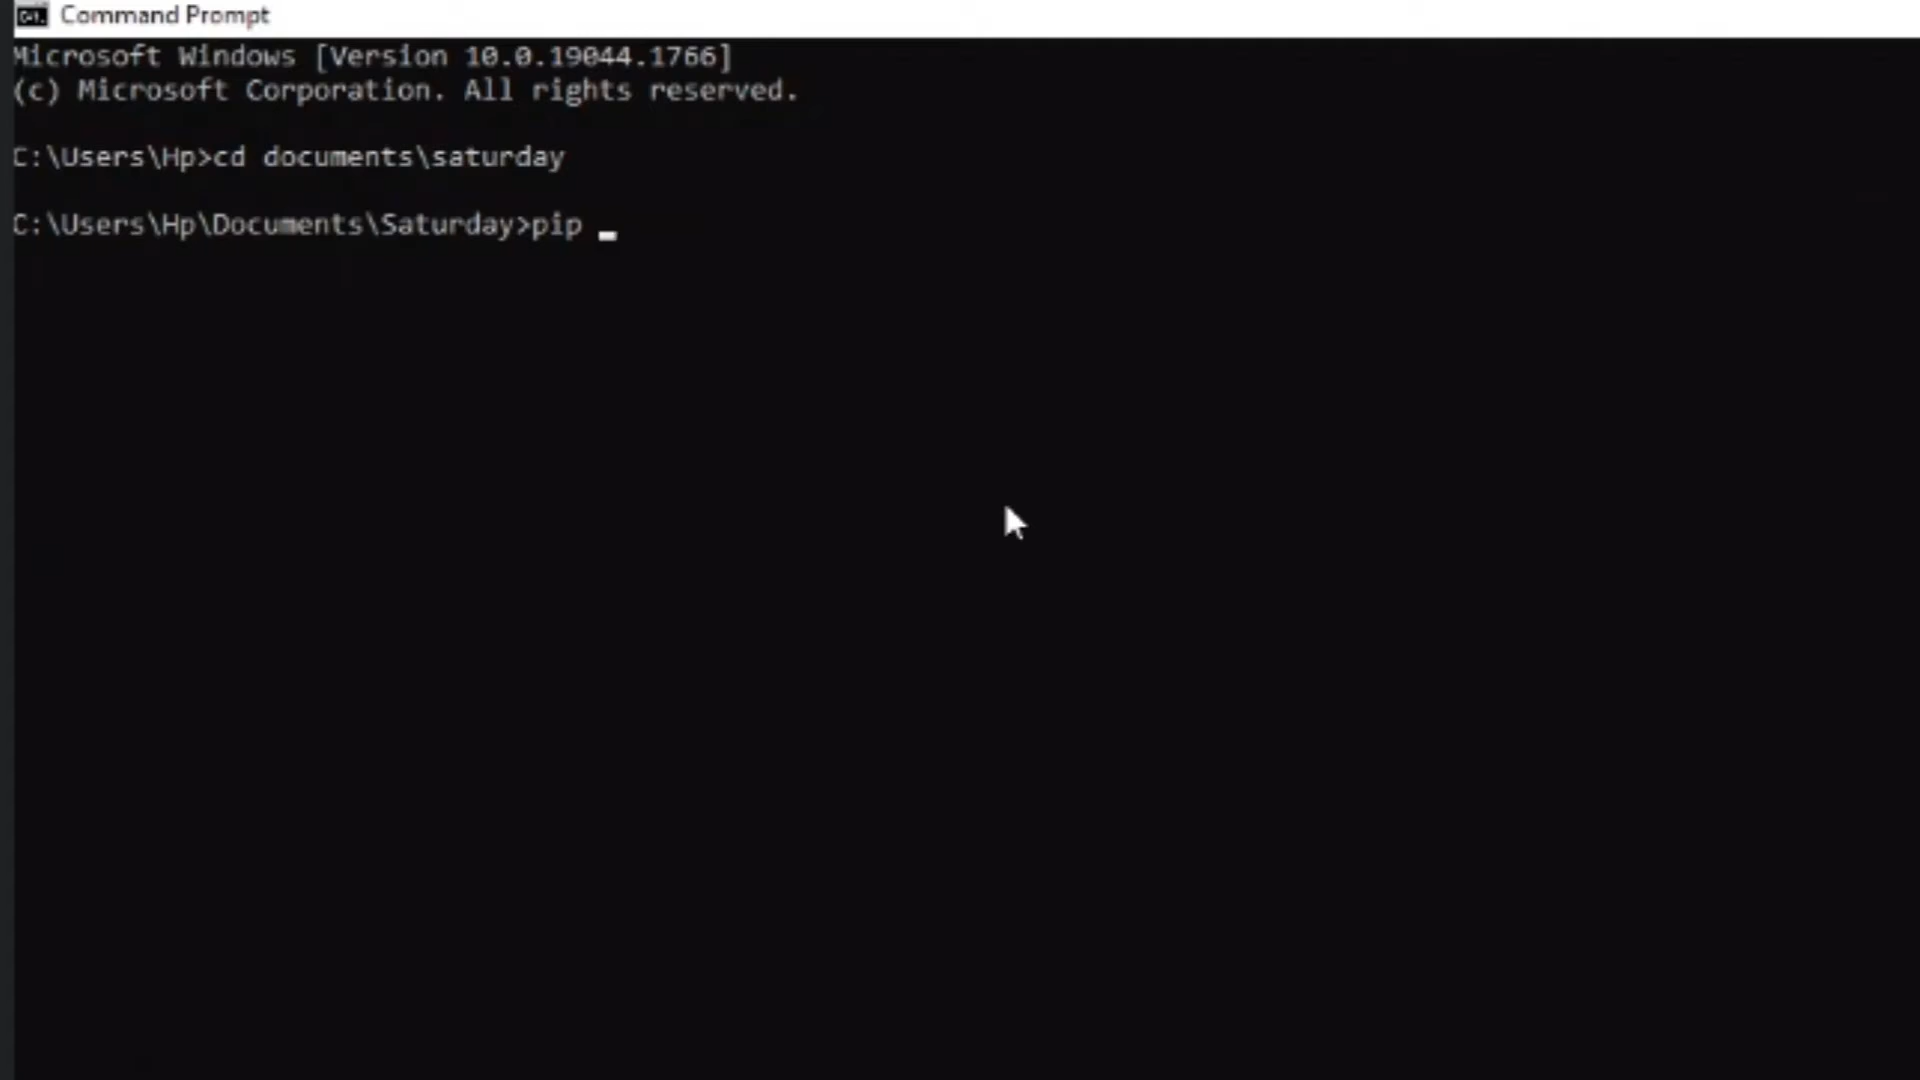 Command Prompt
Microsoft Windows [Version 10.0.19044.1766]
(c) Microsoft Corporation. All rights reserved.
C:\Users\Hp>cd documents\saturday
C:\Users\Hp\Documents\Saturday>pip